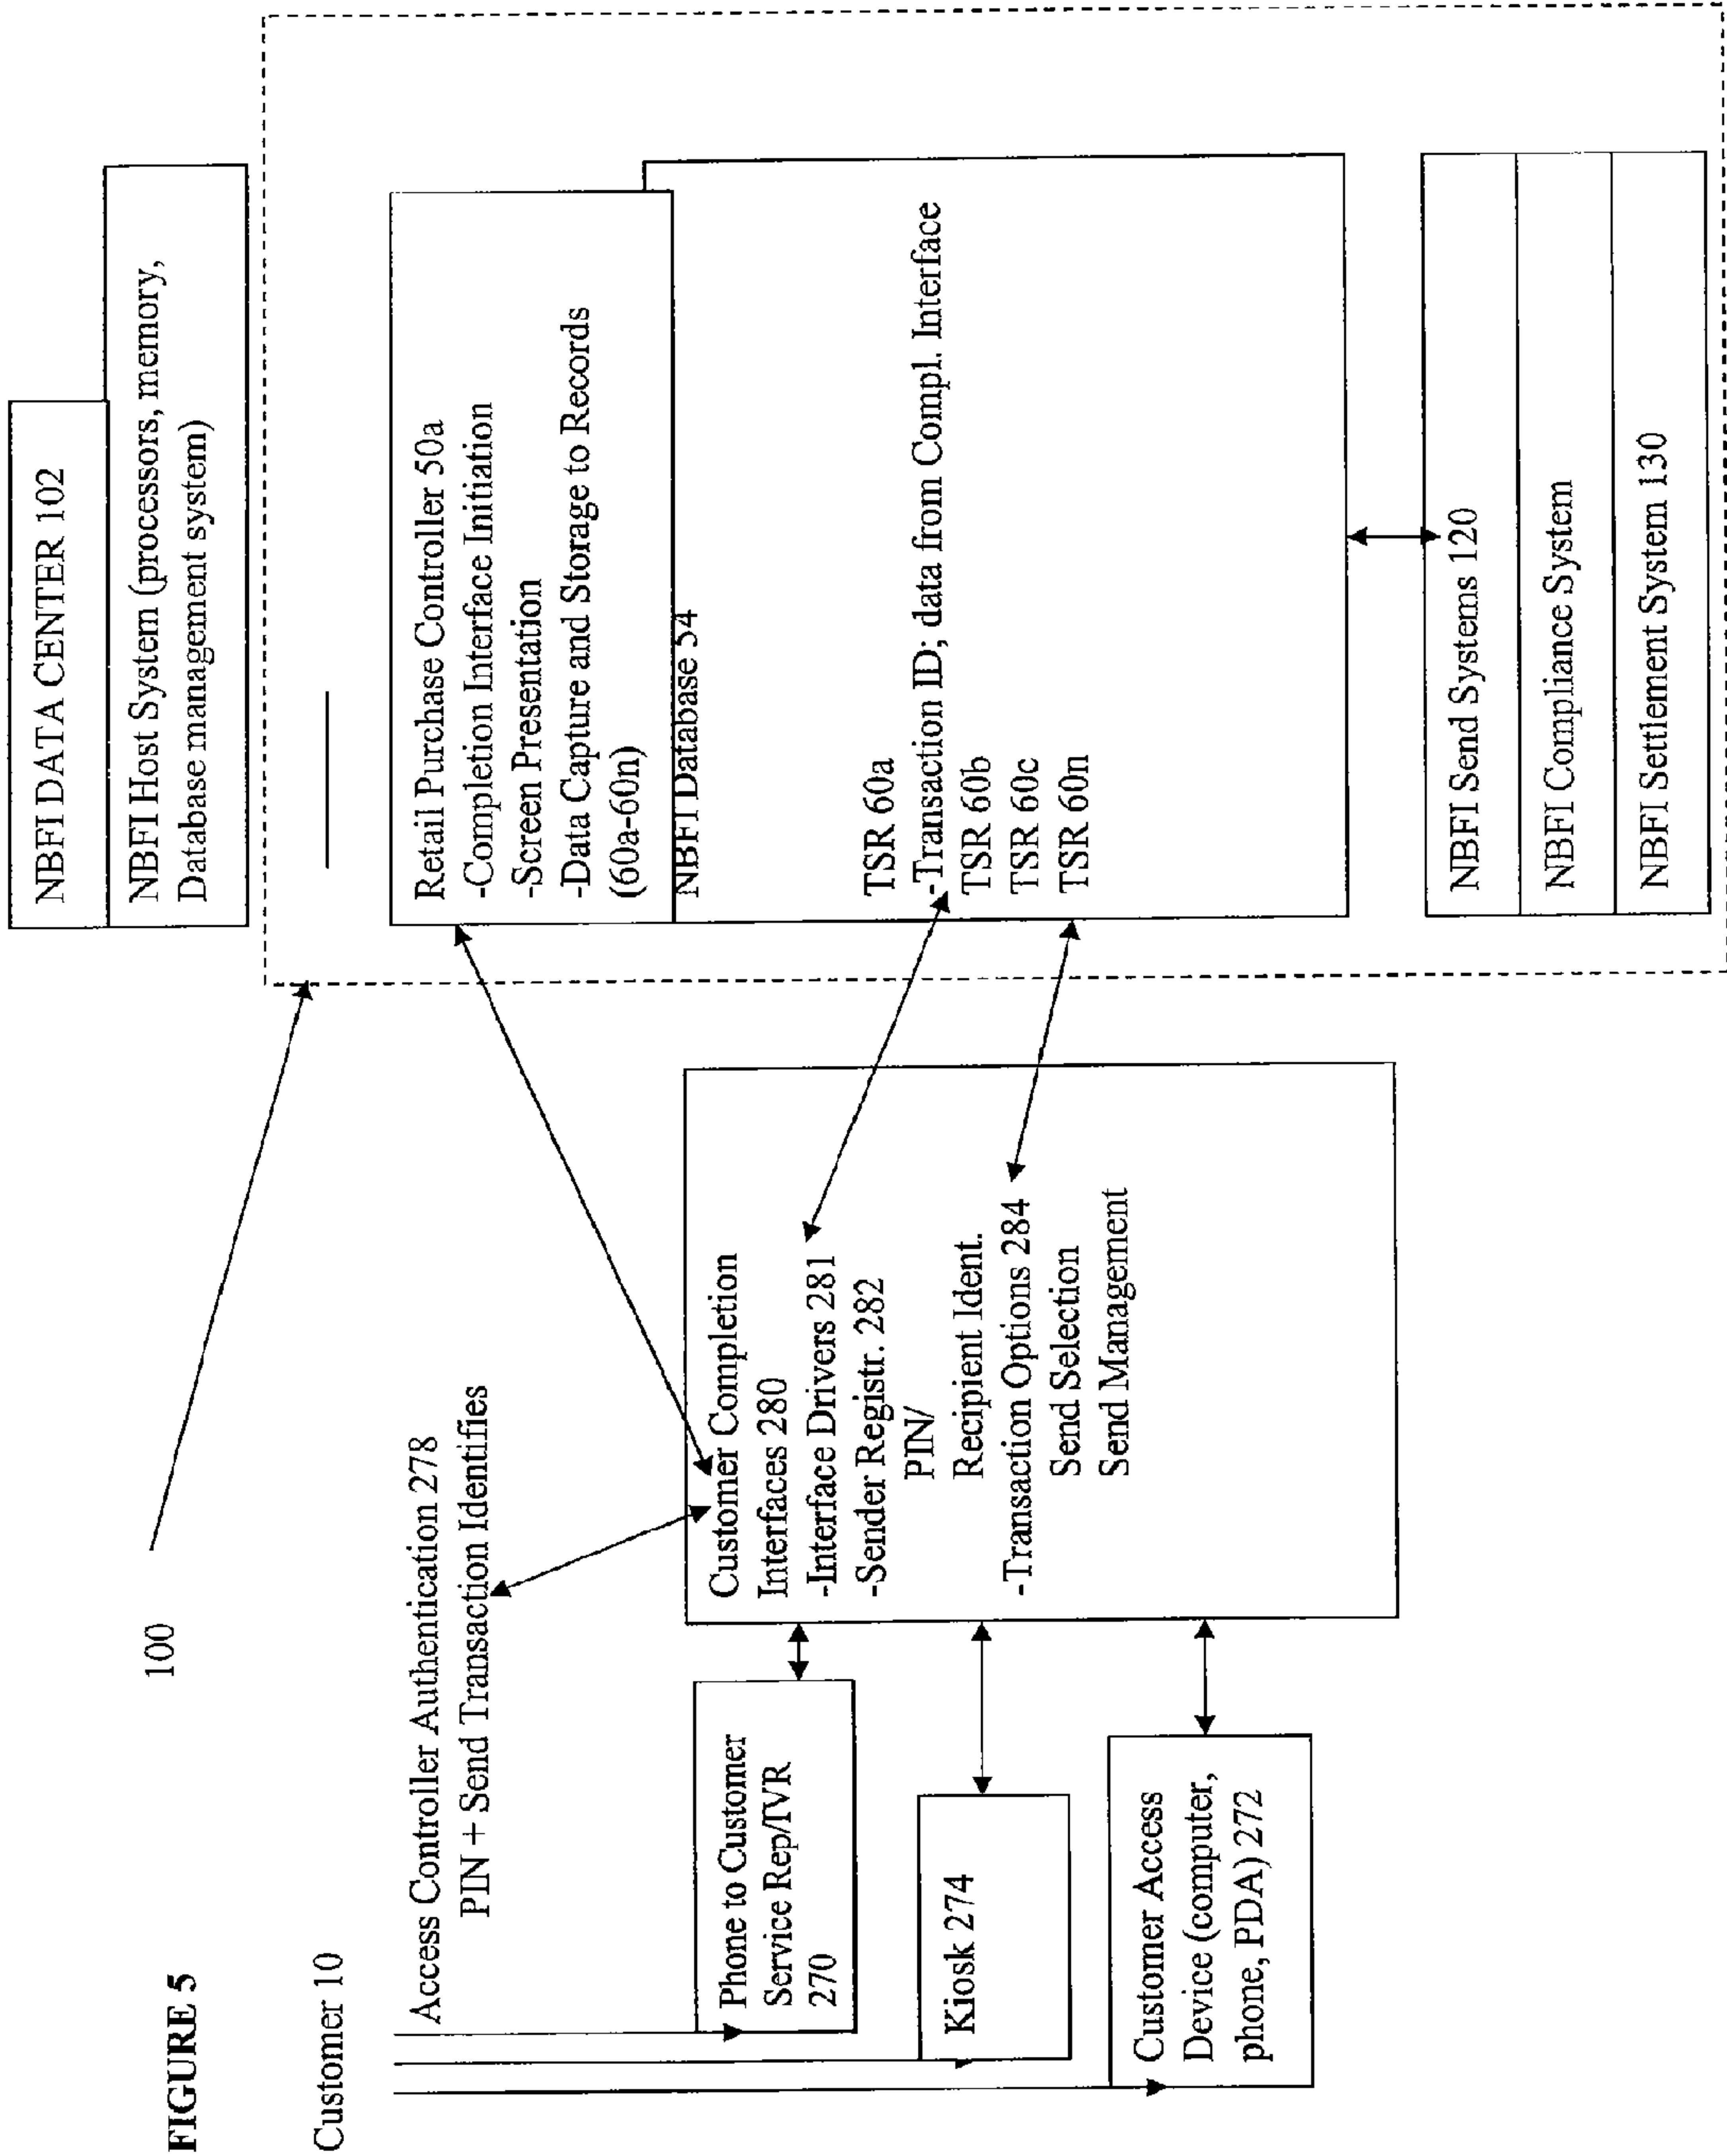 FIGURE 5
100
Customer 10
Access Controller Authentication 278
PIN + Send Transaction Identifies
Phone to Customer
Service Rep/IVR
270
Kiosk 274
Customer Access
Device (computer,
phone, PDA) 272
Customer Completion
Interfaces 280
-Interface Drivers 281
-Sender Registr. 282
PIN/
Recipient Ident.
-Transaction Options 284
Send Selection
Send Management
NBFI DATA CENTER 102
NBFI Host System (processors, memory,
Database management system)
Retail Purchase Controller 50a
-Completion Interface Initiation
-Screen Presentation
-Data Capture and Storage to Records
(60a-60n)
NBFI Database 54
TSR 60a
-Transaction ID; data from Compl. Interface
TSR 60b
TSR 60c
TSR 60n
NBFI Send Systems 120
NBFI Compliance System
NBFI Settlement System 130